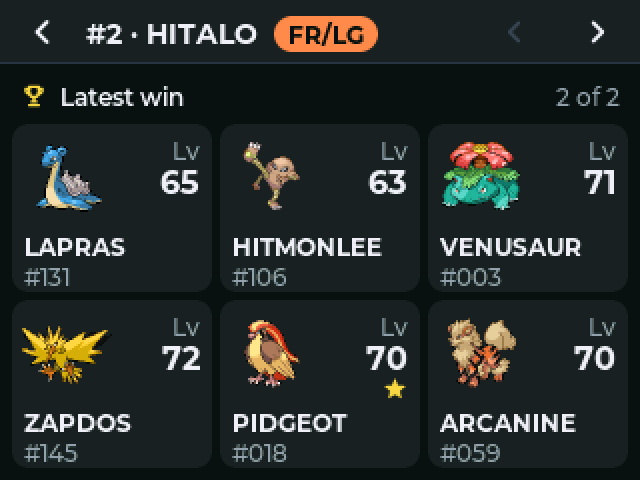 #2 · HITALO FR/LG
Latest win 2 of 2
Lv 65
LAPRAS
#131
Lv 63
HITMONLEE
#106
Lv 71
VENUSAUR
#003
Lv 72
ZAPDOS
#145
Lv 70
PIDGEOT
#018
Lv 70
ARCANINE
#059